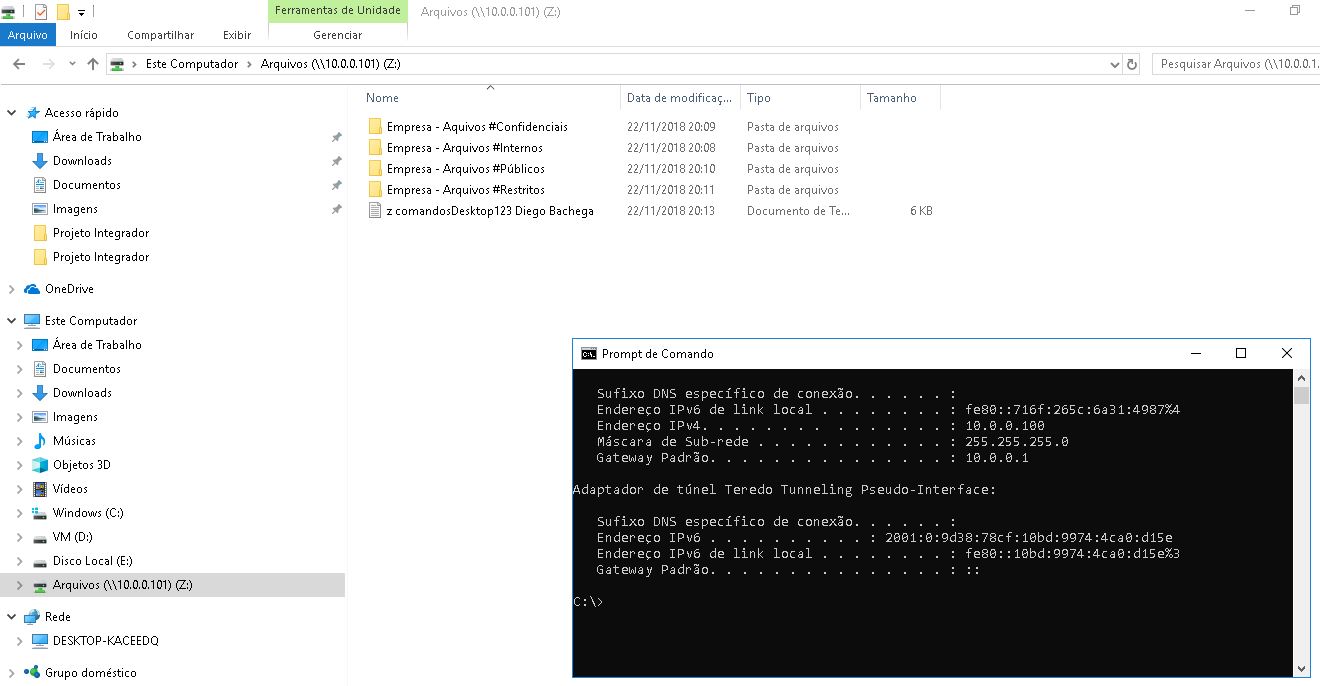 Ferramentas de Unidade
Arquivos (\\10.0.0.101) (Z:)
Arquivo Início Compartilhar Exibir Gerenciar
Este Computador Arquivos (\\10.0.0.101) (Z:)
Pesquisar Arquivos (\\10.0.0.1.
Nome Data de modificaç... Tipo Tamanho
Empresa - Aquivos #Confidenciais 22/11/2018 20:09 Pasta de arquivos
Empresa - Arquivos #Internos 22/11/2018 20:08 Pasta de arquivos
Empresa - Arquivos #Públicos 22/11/2018 20:10 Pasta de arquivos
Empresa - Arquivos #Restritos 22/11/2018 20:11 Pasta de arquivos
z comandosDesktop123 Diego Bachega 22/11/2018 20:13 Documento de Te... 6 KB
Acesso rápido
Área de Trabalho
Downloads
Documentos
Imagens
Projeto Integrador
Projeto Integrador
OneDrive
Este Computador
Área de Trabalho
Documentos
Downloads
Imagens
Músicas
Objetos 3D
Vídeos
Windows (C:)
VM (D:)
Disco Local (E:)
Arquivos (\\10.0.0.101) (Z:)
Rede
DESKTOP-KACEEDQ
Grupo doméstico
Prompt de Comando
Sufixo DNS específico de conexão. . . . . . :
Endereço IPv6 de link local . . . . . . . . : fe80::716f:265c:6a31:4987%4
Endereço IPv4. . . . . . . .  . . . . . . . : 10.0.0.100
Máscara de Sub-rede . . . . . . . . . . . . : 255.255.255.0
Gateway Padrão. . . . . . . . . . . . . . . : 10.0.0.1
Adaptador de túnel Teredo Tunneling Pseudo-Interface:
Sufixo DNS específico de conexão. . . . . . :
Endereço IPv6 . . . . . . . . . . : 2001:0:9d38:78cf:10bd:9974:4ca0:d15e
Endereço IPv6 de link local . . . . . . . . : fe80::10bd:9974:4ca0:d15e%3
Gateway Padrão. . . . . . . . . . . . . . . : ::
C:\>